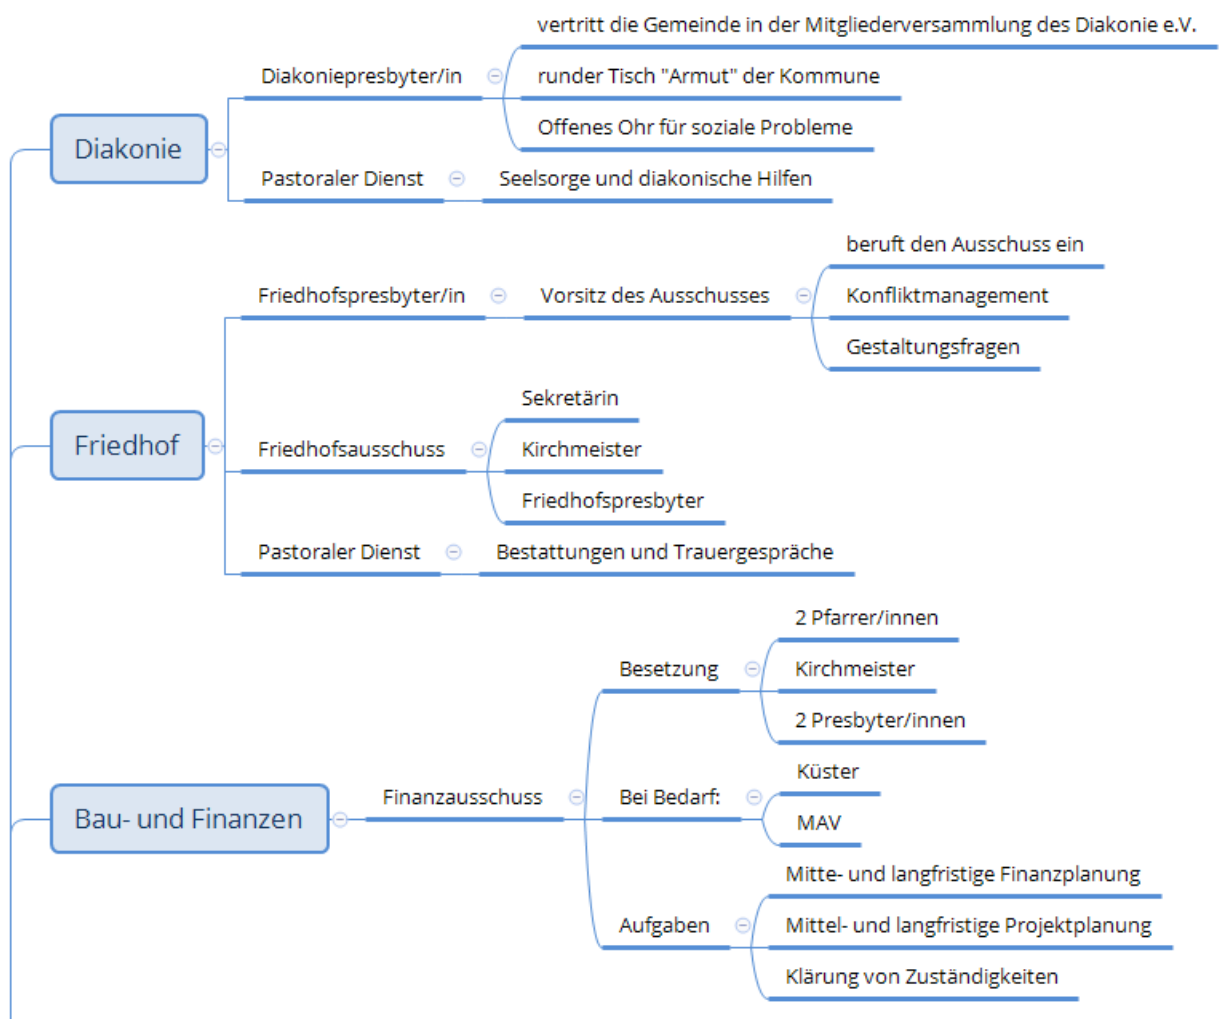 Diakonie
Diakoniepresbyter/in
vertritt die Gemeinde in der Mitgliederversammlung des Diakonie e.V.
runder Tisch "Armut" der Kommune
Offenes Ohr für soziale Probleme
Pastoraler Dienst
Seelsorge und diakonische Hilfen
Friedhof
Friedhofspresbyter/in
Vorsitz des Ausschusses
beruft den Ausschuss ein
Konfliktmanagement
Gestaltungsfragen
Friedhofsausschuss
Sekretärin
Kirchmeister
Friedhofspresbyter
Pastoraler Dienst
Bestattungen und Trauergespräche
Bau- und Finanzen
Finanzausschuss
Besetzung
2 Pfarrer/innen
Kirchmeister
2 Presbyter/innen
Bei Bedarf:
Küster
MAV
Aufgaben
Mitte- und langfristige Finanzplanung
Mittel- und langfristige Projektplanung
Klärung von Zuständigkeiten